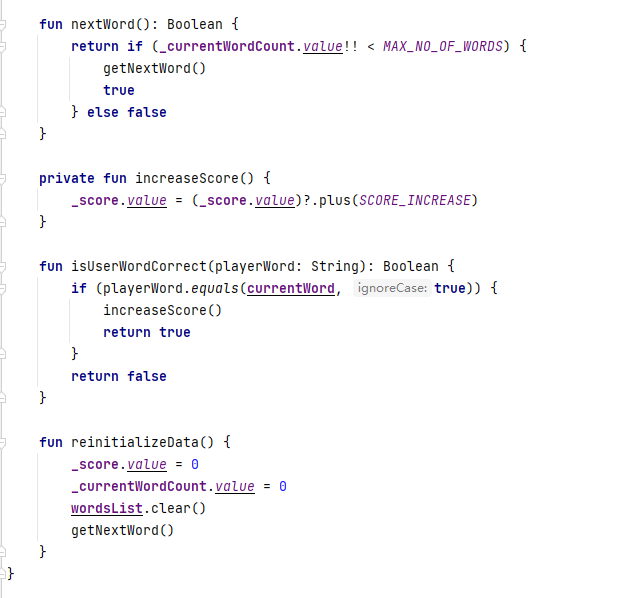 fun nextWord(): Boolean {
return if (_currentWordCount.value!! < MAX_NO_OF_WORDS) {
getNextWord()
true
} else false
}
private fun increaseScore() {
_score.value = (_score.value)?.plus(SCORE_INCREASE)
}
fun isUserWordCorrect(playerWord: String): Boolean {
if (playerWord.equals(currentWord, ignoreCase: true)) {
increaseScore()
return true
}
return false
}
fun reinitializeData() {
_score.value = 0
_currentWordCount.value = 0
wordsList.clear()
getNextWord()
}
}